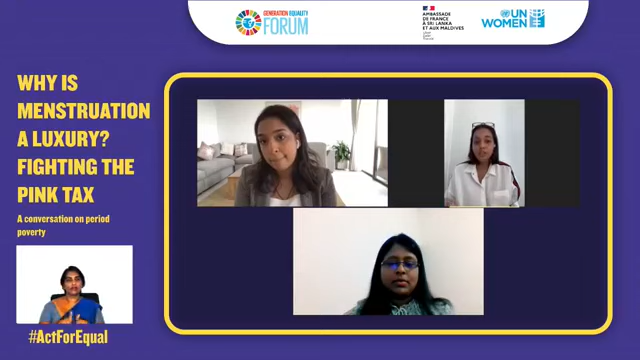 GENERATION EQUALITY
FORUM
AMBASSADE
DE FRANCE
À SRI LANKA
ET AUX MALDIVES
UN
WOMEN
WHY IS
MENSTRUATION
A LUXURY?
FIGHTING THE
PINK TAX
A conversation on period
poverty
#ActForEqual